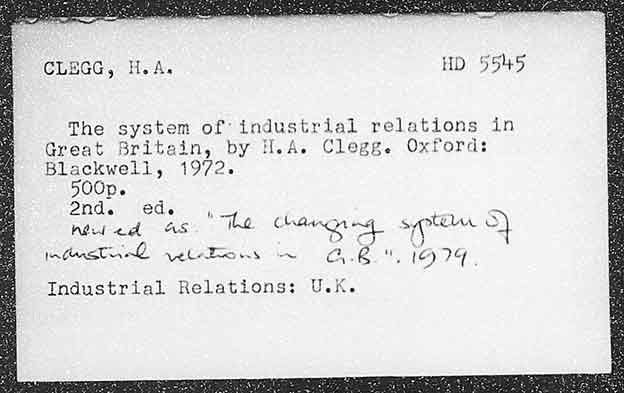 CLEGG, H.A. HD 5545
The system of industrial relations in
Great Britain, by H.A. Clegg. Oxford:
Blackwell, 1972.
500p.
2nd. ed.
new ed as "The changing system of
industrial relations in G.B". 1979.
Industrial Relations: U.K.